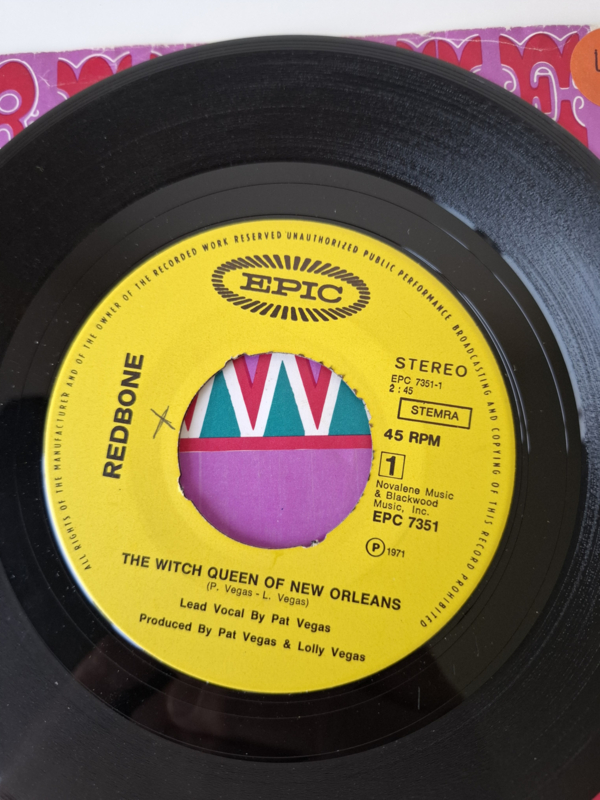 ALL RIGHTS OF THE MANUFACTURER AND OF THE OWNER OF THE RECORDED WORK RESERVED UNAUTHORIZED PUBLIC PERFORMANCE BROADCASTING AND COPYING OF THIS RECORD PROHIBITED
EPIC
REDBONE
STEREO
EPC 7351-1
2:45
STEMRA
45 RPM
1
Novalene Music
& Blackwood
Music, Inc.
EPC 7351
P 1971
THE WITCH QUEEN OF NEW ORLEANS
(P. Vegas - L. Vegas)
Lead Vocal By Pat Vegas
Produced By Pat Vegas & Lolly Vegas